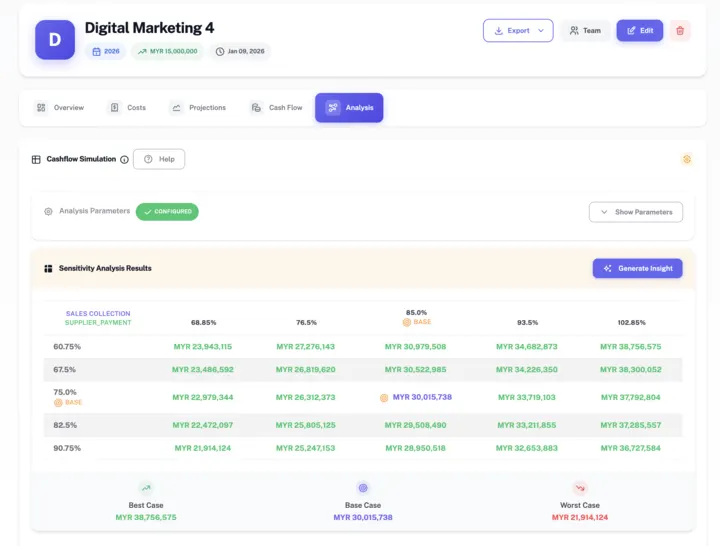 D
Digital Marketing 4
2026 MYR 15,000,000 Jan 09, 2026
Export Team Edit
Overview Costs Projections Cash Flow Analysis
Cashflow Simulation Help
Analysis Parameters CONFIGURED Show Parameters
Sensitivity Analysis Results Generate Insight
SALES COLLECTION
SUPPLIER_PAYMENT
68.85% 76.5% 85.0% BASE 93.5% 102.85%
60.75% MYR 23,943,115 MYR 27,276,143 MYR 30,979,508 MYR 34,682,873 MYR 38,756,575
67.5% MYR 23,486,592 MYR 26,819,620 MYR 30,522,985 MYR 34,226,350 MYR 38,300,052
75.0% BASE MYR 22,979,344 MYR 26,312,373 MYR 30,015,738 MYR 33,719,103 MYR 37,792,804
82.5% MYR 22,472,097 MYR 25,805,125 MYR 29,508,490 MYR 33,211,855 MYR 37,285,557
90.75% MYR 21,914,124 MYR 25,247,153 MYR 28,950,518 MYR 32,653,883 MYR 36,727,584
Best Case Base Case Worst Case
MYR 38,756,575 MYR 30,015,738 MYR 21,914,124